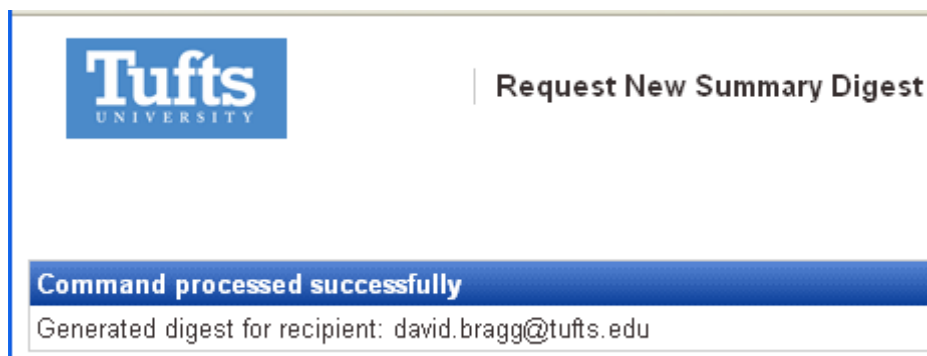 Tufts
UNIVERSITY
Request New Summary Digest
Command processed successfully
Generated digest for recipient: david.bragg@tufts.edu